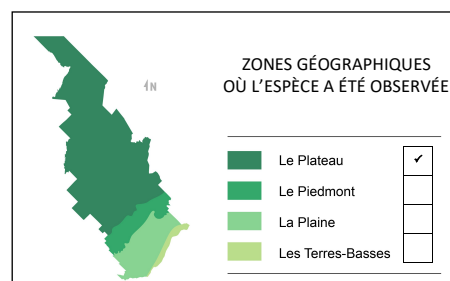 ZONES GÉOGRAPHIQUES
OÙ L'ESPÈCE A ÉTÉ OBSERVÉE
N
Le Plateau ✓
Le Piedmont
La Plaine
Les Terres-Basses